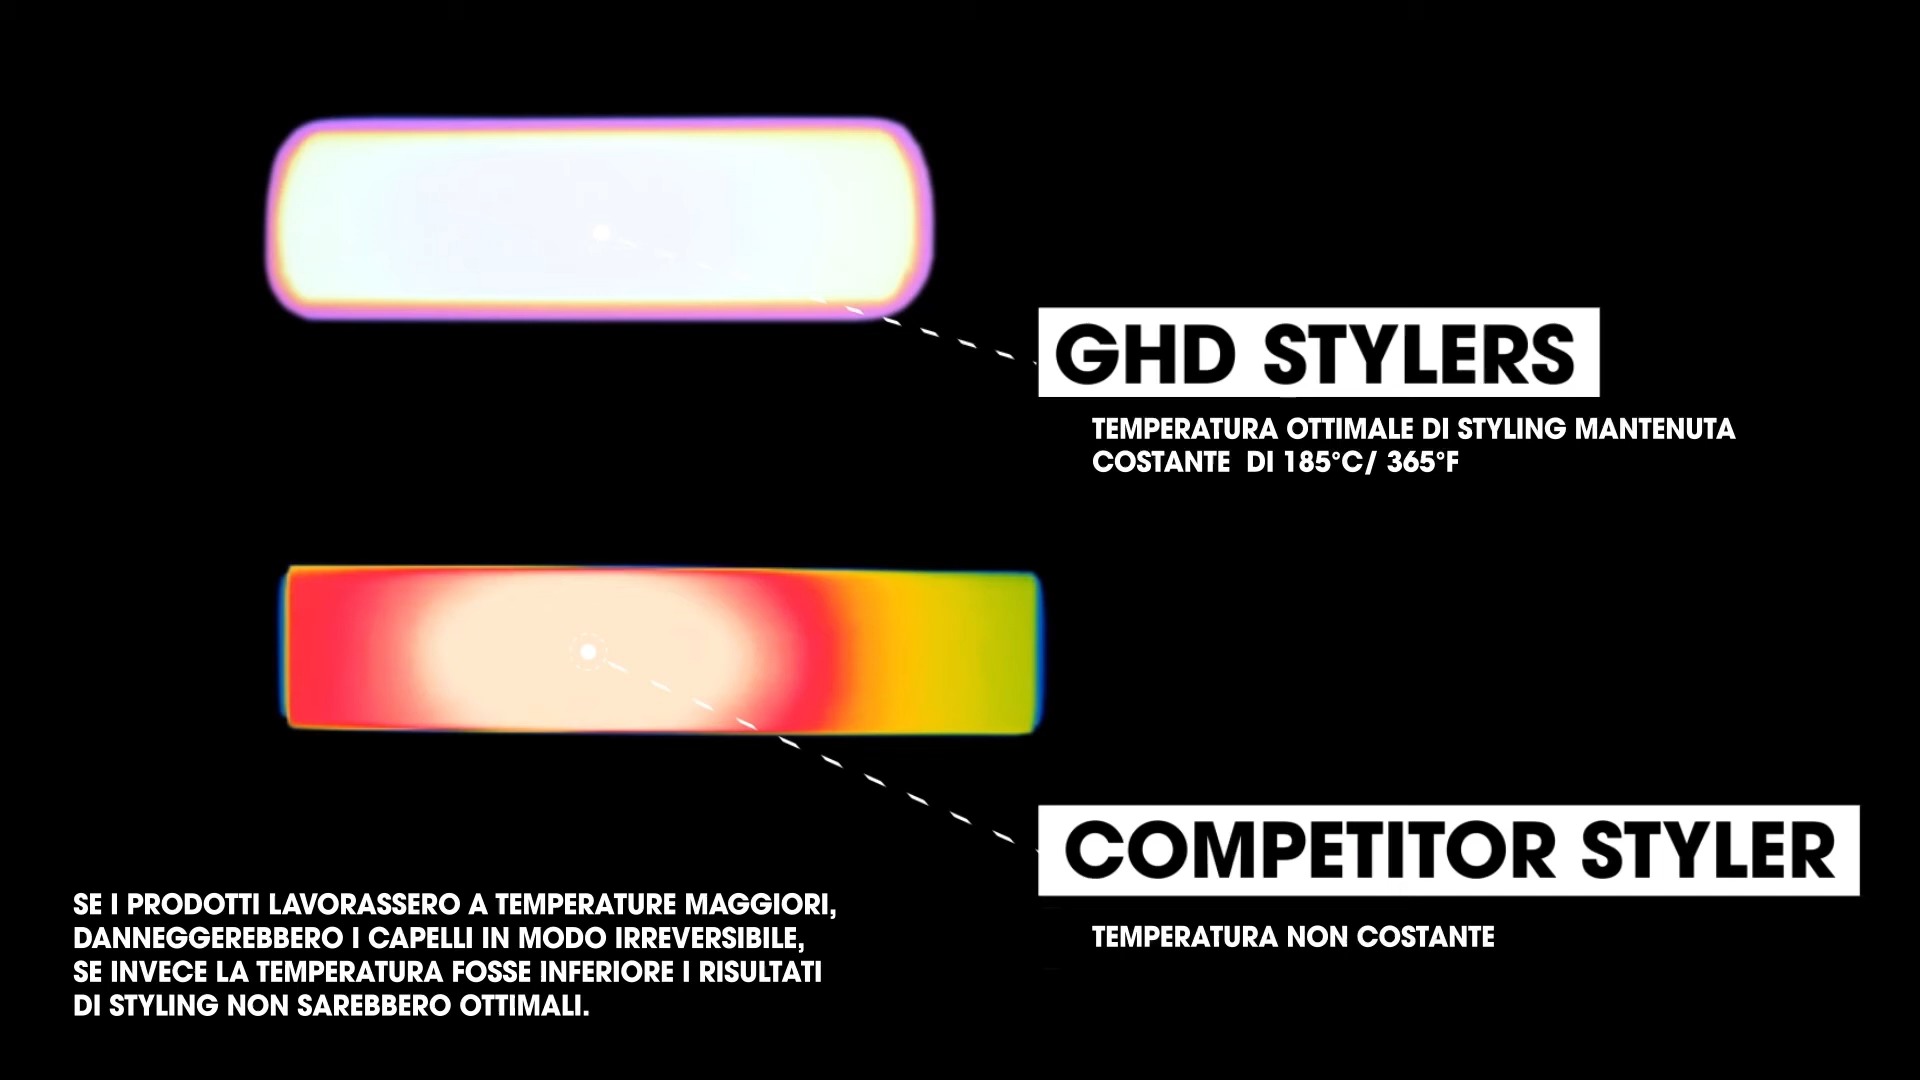 GHD STYLERS
TEMPERATURA OTTIMALE DI STYLING MANTENUTA
COSTANTE DI 185°C/ 365°F
COMPETITOR STYLER
TEMPERATURA NON COSTANTE
SE I PRODOTTI LAVORASSERO A TEMPERATURE MAGGIORI,
DANNEGGEREBBERO I CAPELLI IN MODO IRREVERSIBILE,
SE INVECE LA TEMPERATURA FOSSE INFERIORE I RISULTATI
DI STYLING NON SAREBBERO OTTIMALI.